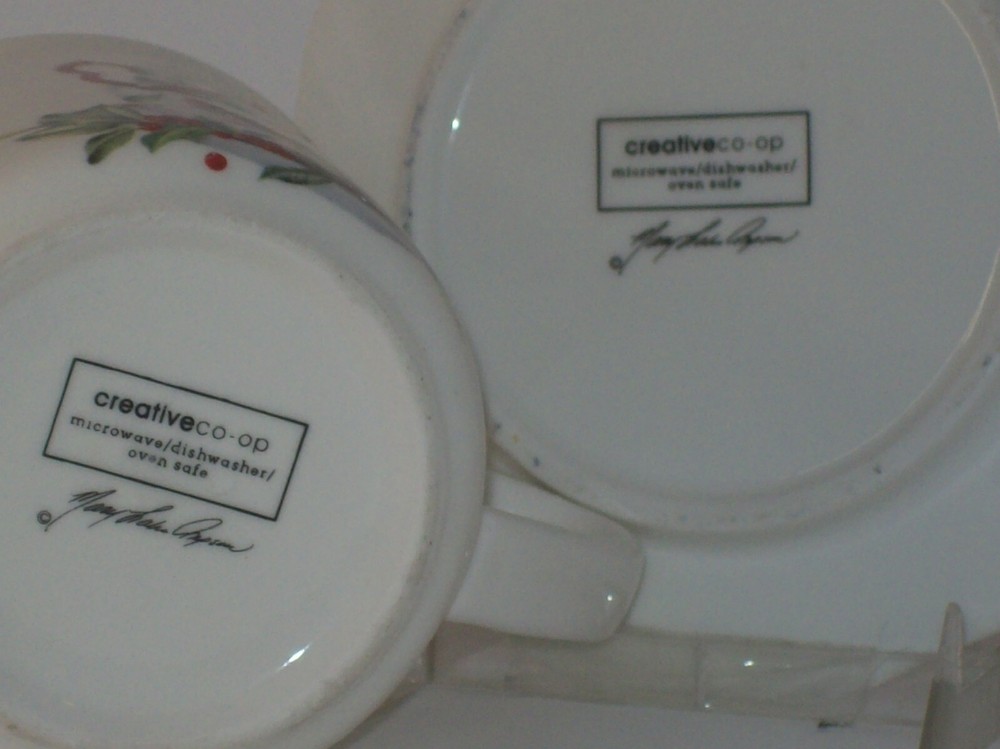 creativeco-op
microwave/dishwasher/
oven safe
©
creativeco-op
microwave/dishwasher/
oven safe
©